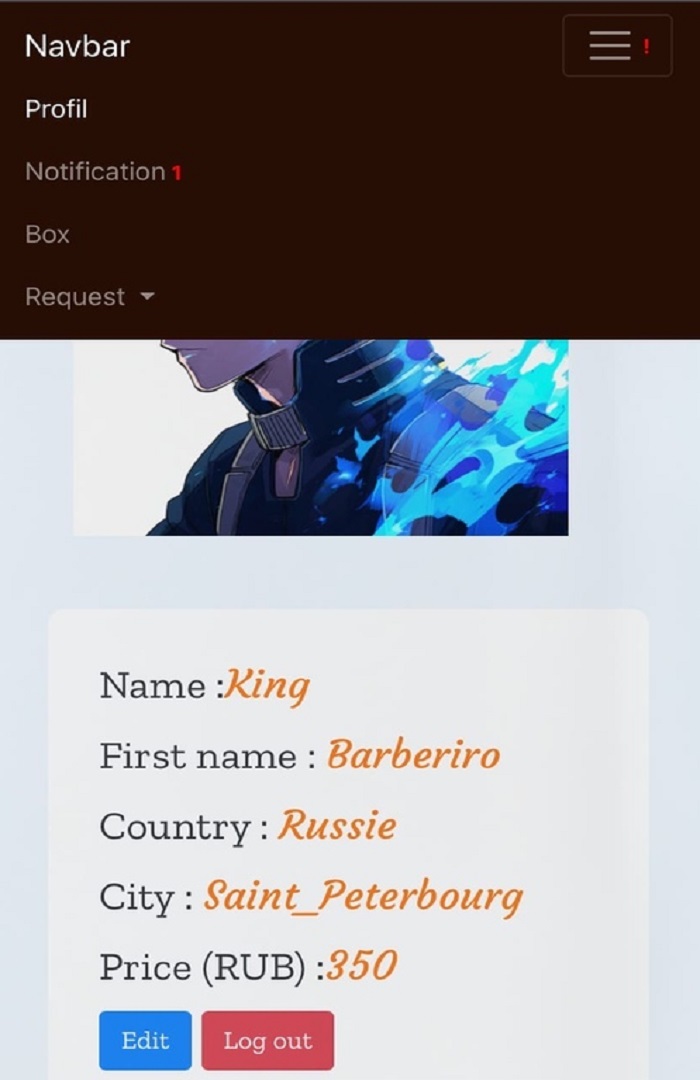 Navbar !
Profil
Notification 1
Box
Request
Name :King
First name : Barberiro
Country : Russie
City : Saint_Peterbourg
Price (RUB) :350
Edit Log out